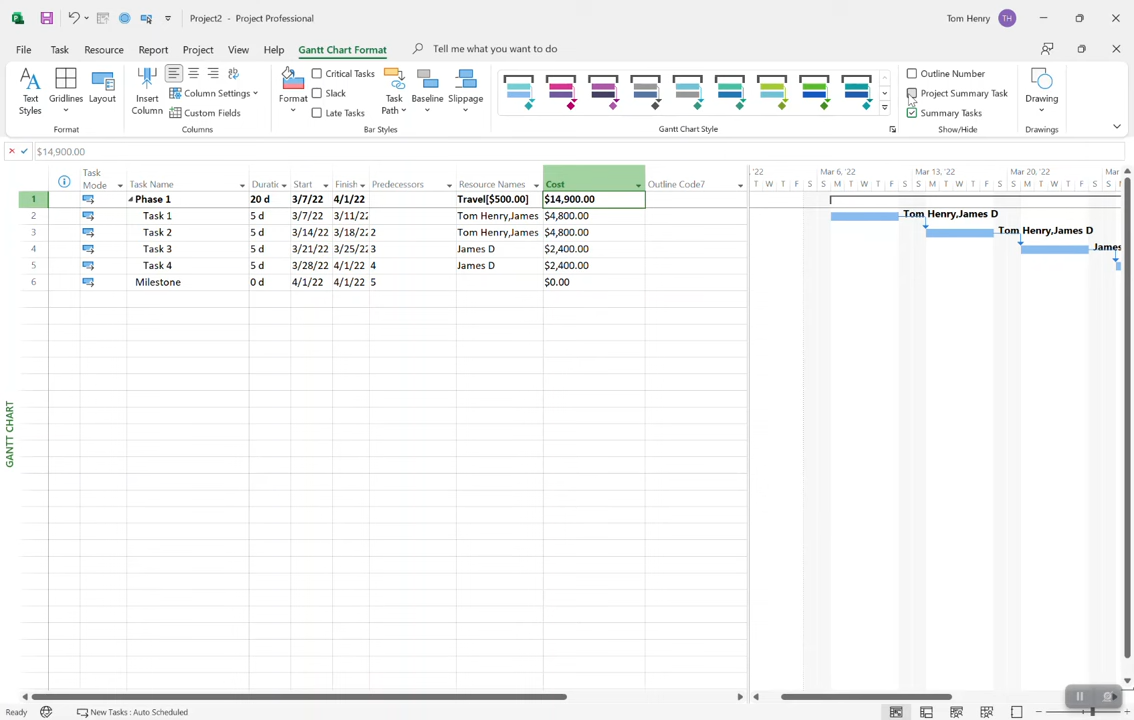 Project2 - Project Professional
Tom Henry
TH
File Task Resource Report Project View Help Gantt Chart Format Tell me what you want to do
Text Styles
Gridlines
Layout
Format
Insert Column
Column Settings
Custom Fields
Columns
Format
Critical Tasks
Slack
Late Tasks
Task Path
Baseline
Slippage
Bar Styles
Gantt Chart Style
Outline Number
Project Summary Task
Summary Tasks
Show/Hide
Drawing
Drawings
$14,900.00
Task Mode Task Name Duratic Start Finish Predecessors Resource Names Cost Outline Code7
'22 Mar 6, '22 Mar 13, '22 Mar 20, '22 Mar
T W T F S S M T W T F S S M T W T F S S M T W T F S S M
1 Phase 1 20 d 3/7/22 4/1/22 Travel[$500.00] $14,900.00
2 Task 1 5 d 3/7/22 3/11/22 Tom Henry,James $4,800.00
3 Task 2 5 d 3/14/22 3/18/22 2 Tom Henry,James $4,800.00
4 Task 3 5 d 3/21/22 3/25/22 3 James D $2,400.00
5 Task 4 5 d 3/28/22 4/1/22 4 James D $2,400.00
6 Milestone 0 d 4/1/22 4/1/22 5 $0.00
Tom Henry,James D
Tom Henry,James D
James
GANTT CHART
Ready New Tasks : Auto Scheduled